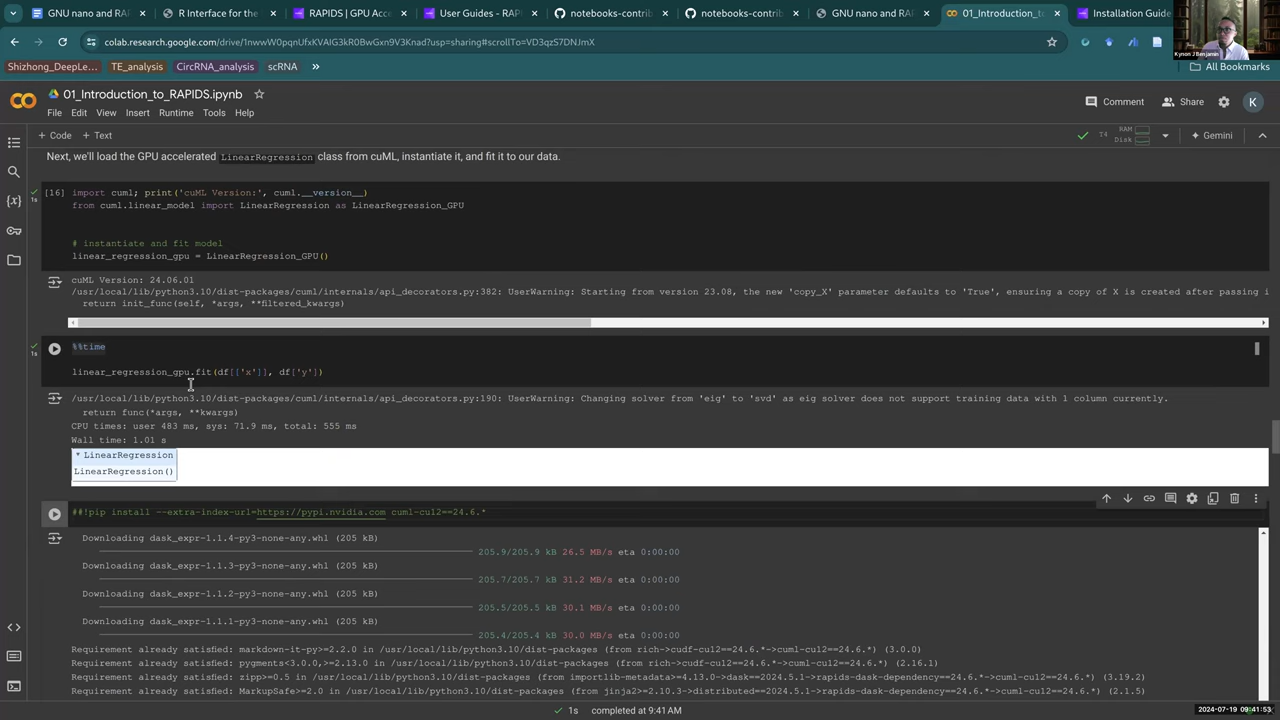 GNU nano and RAP
R Interface for the
RAPIDS | GPU Acce
User Guides - RAPI
notebooks-contrib
notebooks-contrib
GNU nano and RAP
01_Introduction_to_
Installation Guide
colab.research.google.com/drive/1nwwW0pqnUfxKVAIG3kR0BwGxn9V3Knad?usp=sharing#scrollTo=VD3qzS7DNJmX
Kynon J Benjamin
Shizhong_DeepLe...
TE_analysis
CircRNA_analysis
scRNA
»
All Bookmarks
01_Introduction_to_RAPIDS.ipynb
File Edit View Insert Runtime Tools Help
Comment
Share
K
+ Code + Text
T4
RAM
Disk
Gemini
Next, we'll load the GPU accelerated LinearRegression class from cuML, instantiate it, and fit it to our data.
[16] import cuml; print('cuML Version:', cuml.__version__)
1s
from cuml.linear_model import LinearRegression as LinearRegression_GPU
# instantiate and fit model
linear_regression_gpu = LinearRegression_GPU()
cuML Version: 24.06.01
/usr/local/lib/python3.10/dist-packages/cuml/internals/api_decorators.py:382: UserWarning: Starting from version 23.08, the new 'copy_X' parameter defaults to 'True', ensuring a copy of X is created after passing i
return init_func(self, *args, **filtered_kwargs)
%%time
1s
linear_regression_gpu.fit(df[['x']], df['y'])
/usr/local/lib/python3.10/dist-packages/cuml/internals/api_decorators.py:190: UserWarning: Changing solver from 'eig' to 'svd' as eig solver does not support training data with 1 column currently.
return func(*args, **kwargs)
CPU times: user 483 ms, sys: 71.9 ms, total: 555 ms
Wall time: 1.01 s
LinearRegression
LinearRegression()
##!pip install --extra-index-url=https://pypi.nvidia.com cuml-cu12==24.6.*
Downloading dask_expr-1.1.4-py3-none-any.whl (205 kB)
205.9/205.9 kB 26.5 MB/s eta 0:00:00
Downloading dask_expr-1.1.3-py3-none-any.whl (205 kB)
205.7/205.7 kB 31.2 MB/s eta 0:00:00
Downloading dask_expr-1.1.2-py3-none-any.whl (205 kB)
205.5/205.5 kB 30.1 MB/s eta 0:00:00
Downloading dask_expr-1.1.1-py3-none-any.whl (205 kB)
205.4/205.4 kB 30.0 MB/s eta 0:00:00
Requirement already satisfied: markdown-it-py>=2.2.0 in /usr/local/lib/python3.10/dist-packages (from rich->cudf-cu12==24.6.*->cuml-cu12==24.6.*) (3.0.0)
Requirement already satisfied: pygments<3.0.0,>=2.13.0 in /usr/local/lib/python3.10/dist-packages (from rich->cudf-cu12==24.6.*->cuml-cu12==24.6.*) (2.16.1)
Requirement already satisfied: zipp>=0.5 in /usr/local/lib/python3.10/dist-packages (from importlib-metadata>=4.13.0->dask==2024.5.1->rapids-dask-dependency==24.6.*->cuml-cu12==24.6.*) (3.19.2)
Requirement already satisfied: MarkupSafe>=2.0 in /usr/local/lib/python3.10/dist-packages (from jinja2>=2.10.3->distributed==2024.5.1->rapids-dask-dependency==24.6.*->cuml-cu12==24.6.*) (2.1.5)
1s completed at 9:41 AM
2024-07-19 09:41:53